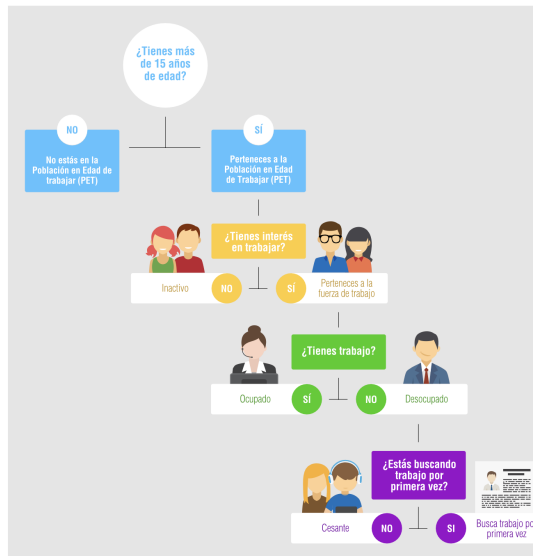 ¿Tienes más
de 15 años
de edad?
NO
SÍ
No estás en la
Población en Edad de
trabajar (PET)
Perteneces a la
Población en Edad
de Trabajar (PET)
¿Tienes interés
en trabajar?
Inactivo
NO
SÍ
Perteneces a la
fuerza de trabajo
¿Tienes trabajo?
Ocupado
SÍ
NO
Desocupado
¿Estás buscando
trabajo por
primera vez?
Cesante
NO
SI
Busca trabajo po
primera vez